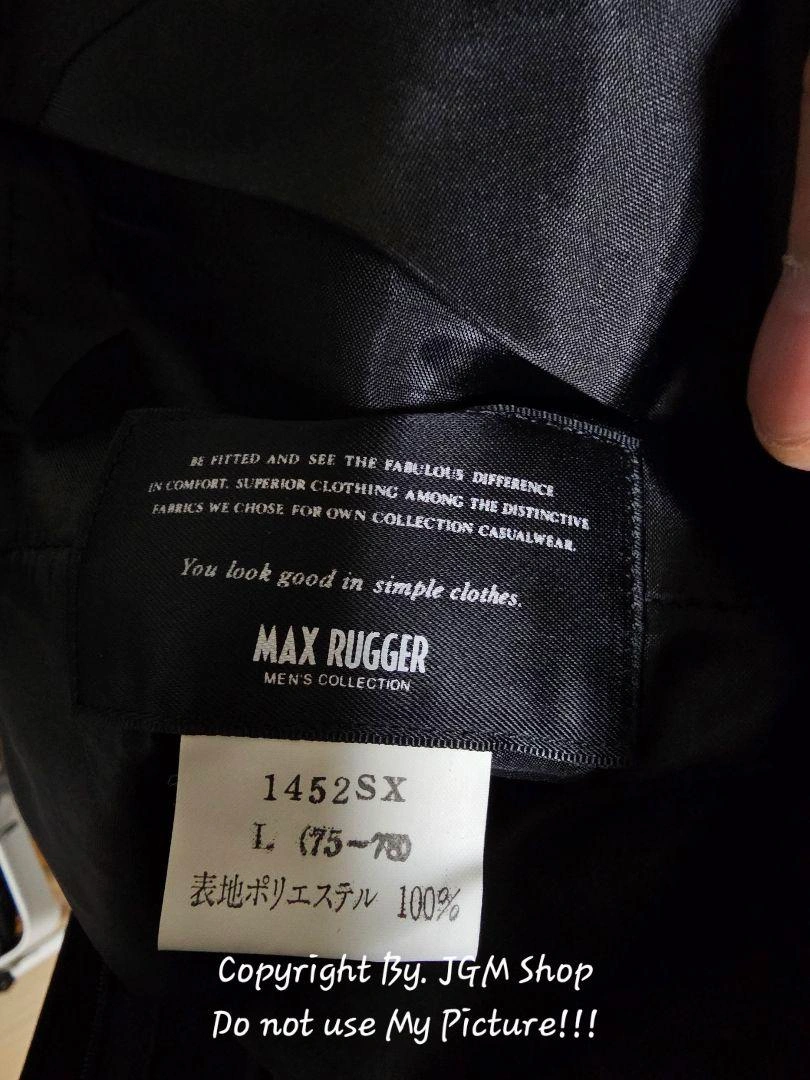 BE FITTED AND SEE THE FABULOUS DIFFERENCE
IN COMFORT. SUPERIOR CLOTHING AMONG THE DISTINCTIVE
FABRICS WE CHOSE FOR OWN COLLECTION CASUALWEAR.
You look good in simple clothes.
MAX RUGGER
MEN'S COLLECTION
1452SX
L (75~78)
表地ポリエステル 100%
Copyright By. JGM Shop
Do not use My Picture!!!